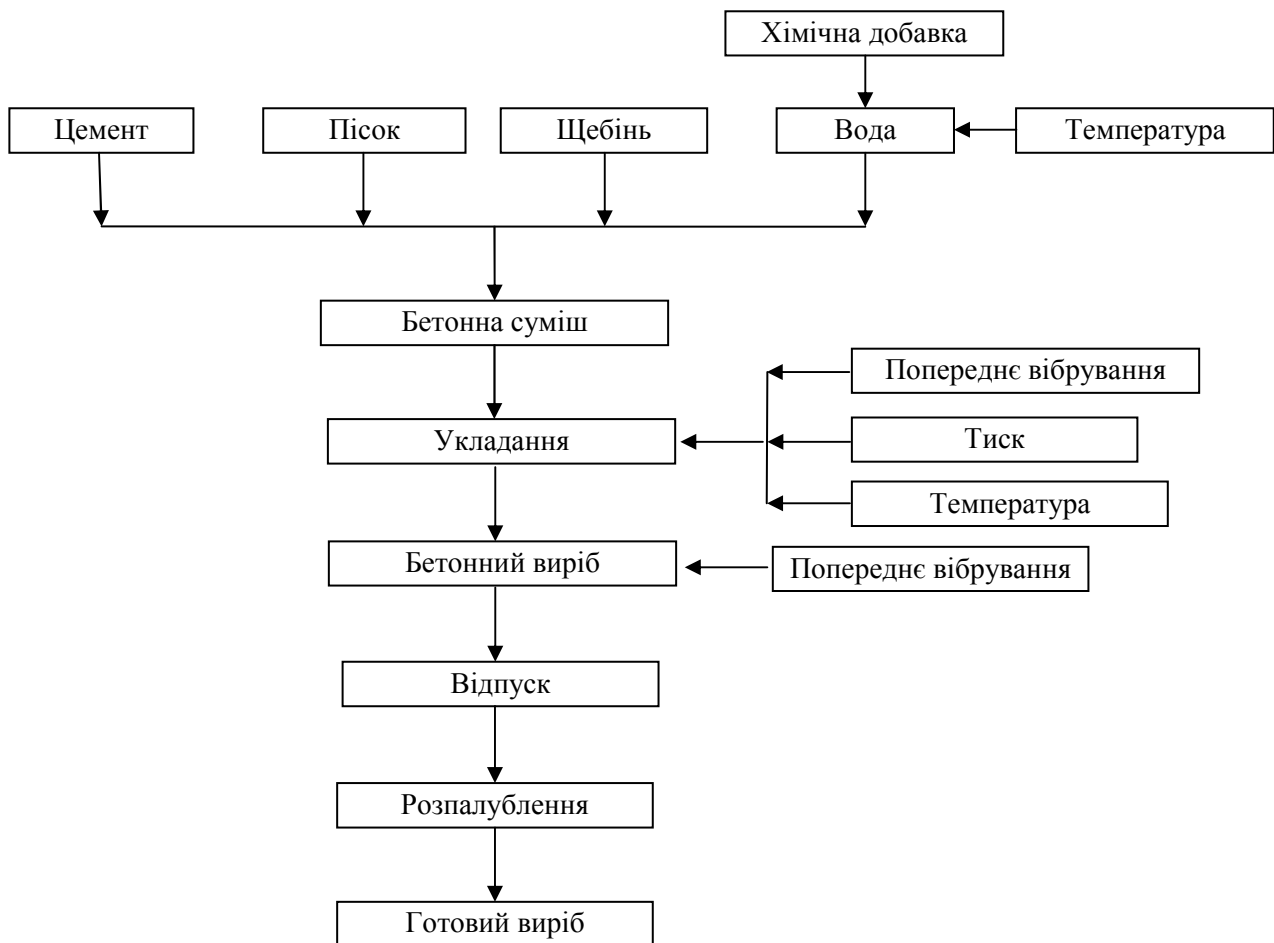 Хімічна добавка
Цемент
Пісок
Щебінь
Вода
Температура
Бетонна суміш
Попереднє вібрування
Укладання
Тиск
Температура
Бетонний виріб
Попереднє вібрування
Відпуск
Розпалублення
Готовий виріб